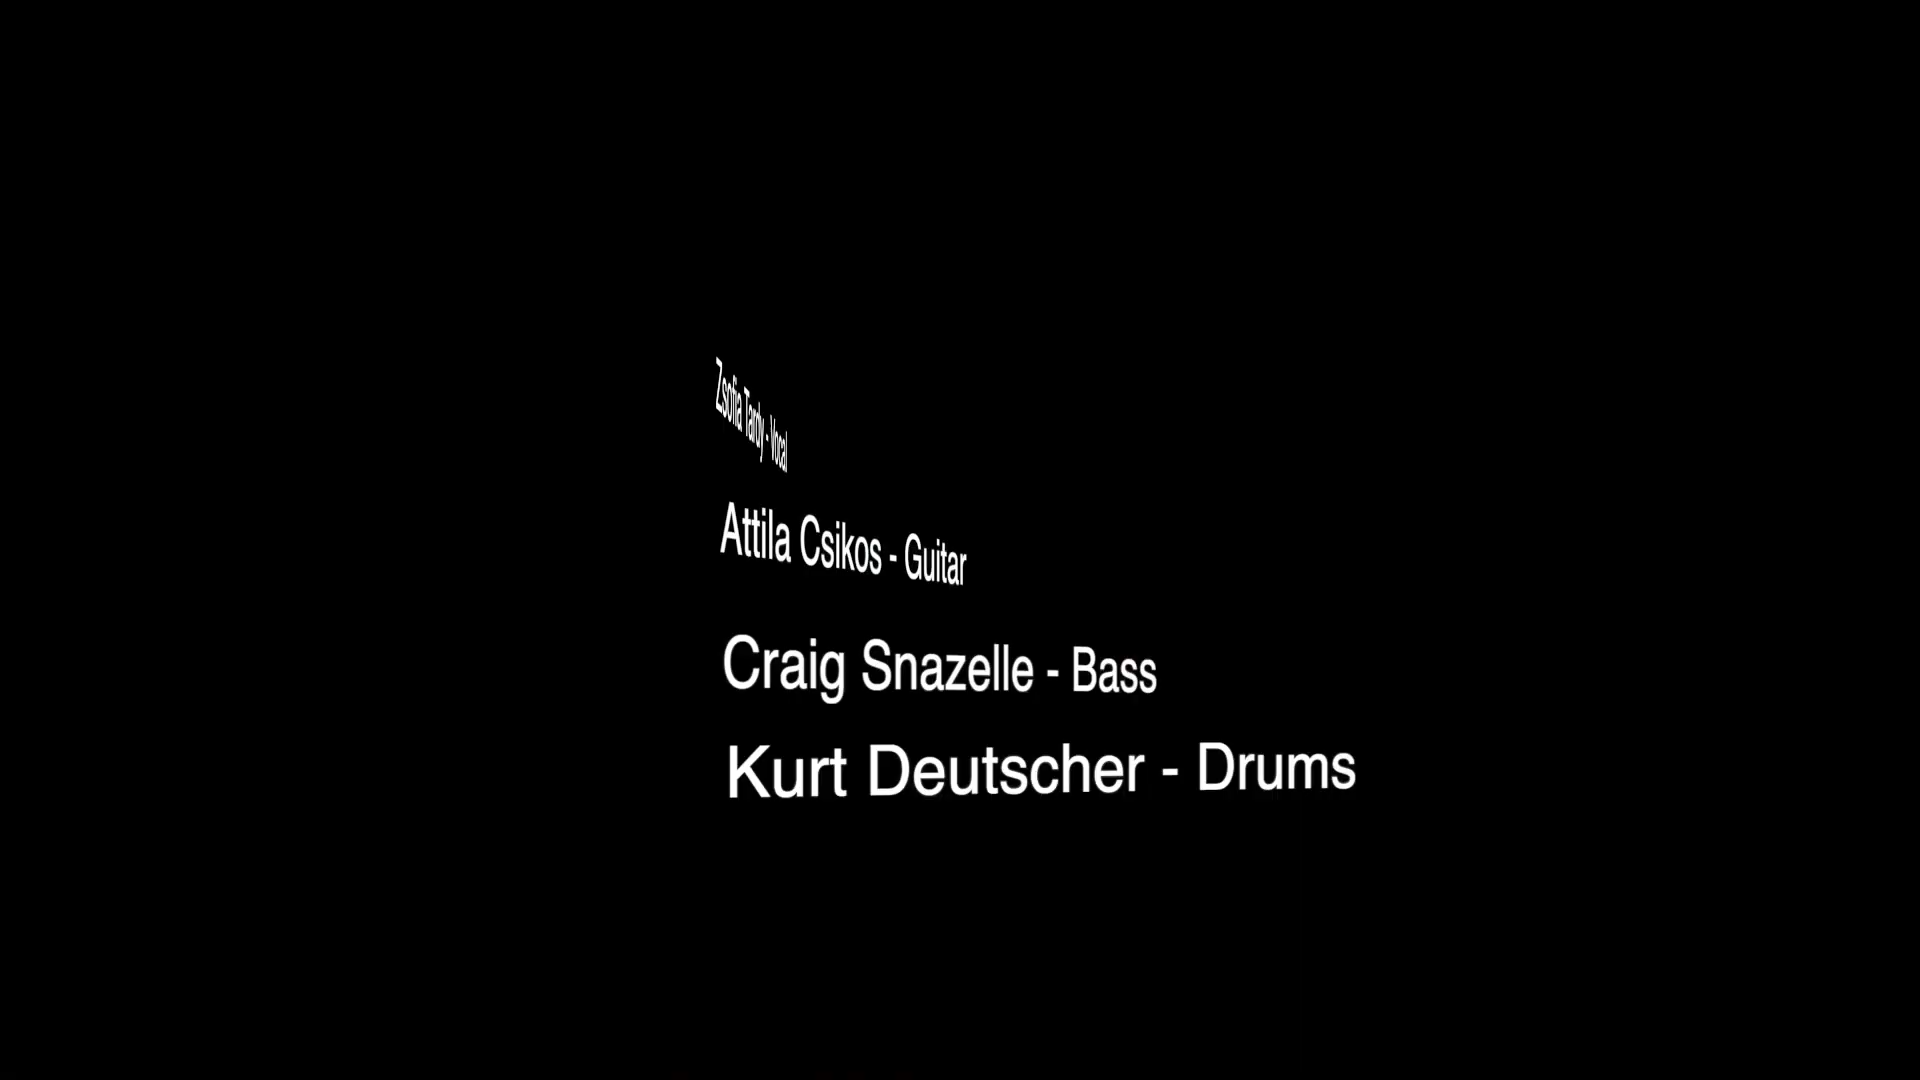 Zsofia Tardy - Vocal
Attila Csikos - Guitar
Craig Snazelle - Bass
Kurt Deutscher - Drums